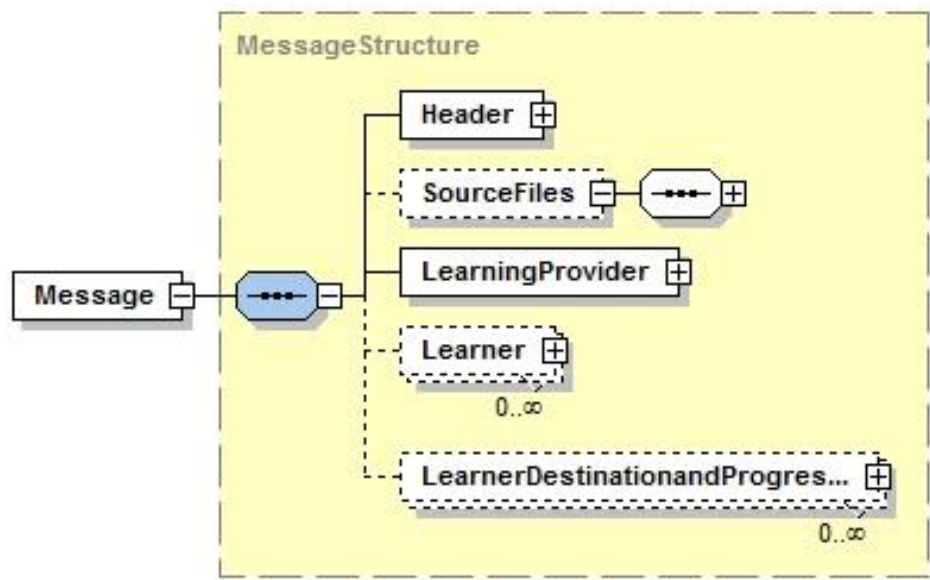 MessageStructure
Header
SourceFiles
LearningProvider
Message
Learner
0..∞
LearnerDestinationandProgres...
0..∞